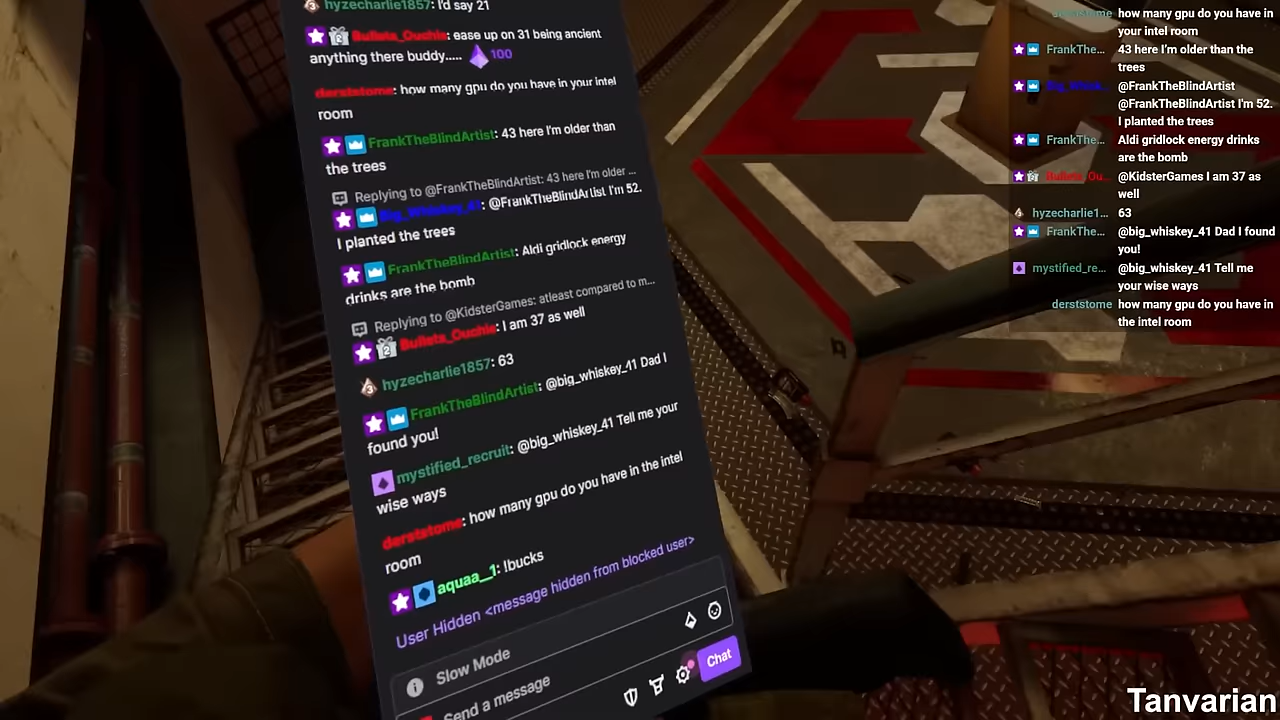 hyzecharlie1857: I'd say 21
Bullets_Ouchie: ease up on 31 being ancient
anything there buddy..... 100
derststome: how many gpu do you have in your intel
room
FrankTheBlindArtist: 43 here I'm older than
the trees
Replying to @FrankTheBlindArtist: 43 here I'm older ...
Big_Whiskey_41: @FrankTheBlindArtist I'm 52.
I planted the trees
FrankTheBlindArtist: Aldi gridlock energy
drinks are the bomb
Replying to @KidsterGames: atleast compared to m...
Bullets_Ouchie: I am 37 as well
hyzecharlie1857: 63
FrankTheBlindArtist: @big_whiskey_41 Dad I
found you!
mystified_recruit: @big_whiskey_41 Tell me your
wise ways
derststome: how many gpu do you have in the intel
room
aquaa__1: !bucks
User Hidden <message hidden from blocked user>
Slow Mode
Send a message
Chat
derststome how many gpu do you have in
your intel room
FrankThe... 43 here I'm older than the
trees
Big_Whisk... @FrankTheBlindArtist
@FrankTheBlindArtist I'm 52.
I planted the trees
FrankThe... Aldi gridlock energy drinks
are the bomb
Bullets_Ou... @KidsterGames I am 37 as
well
hyzecharlie1... 63
FrankThe... @big_whiskey_41 Dad I found
you!
mystified_re... @big_whiskey_41 Tell me
your wise ways
derststome how many gpu do you have in
the intel room
Tanvarian